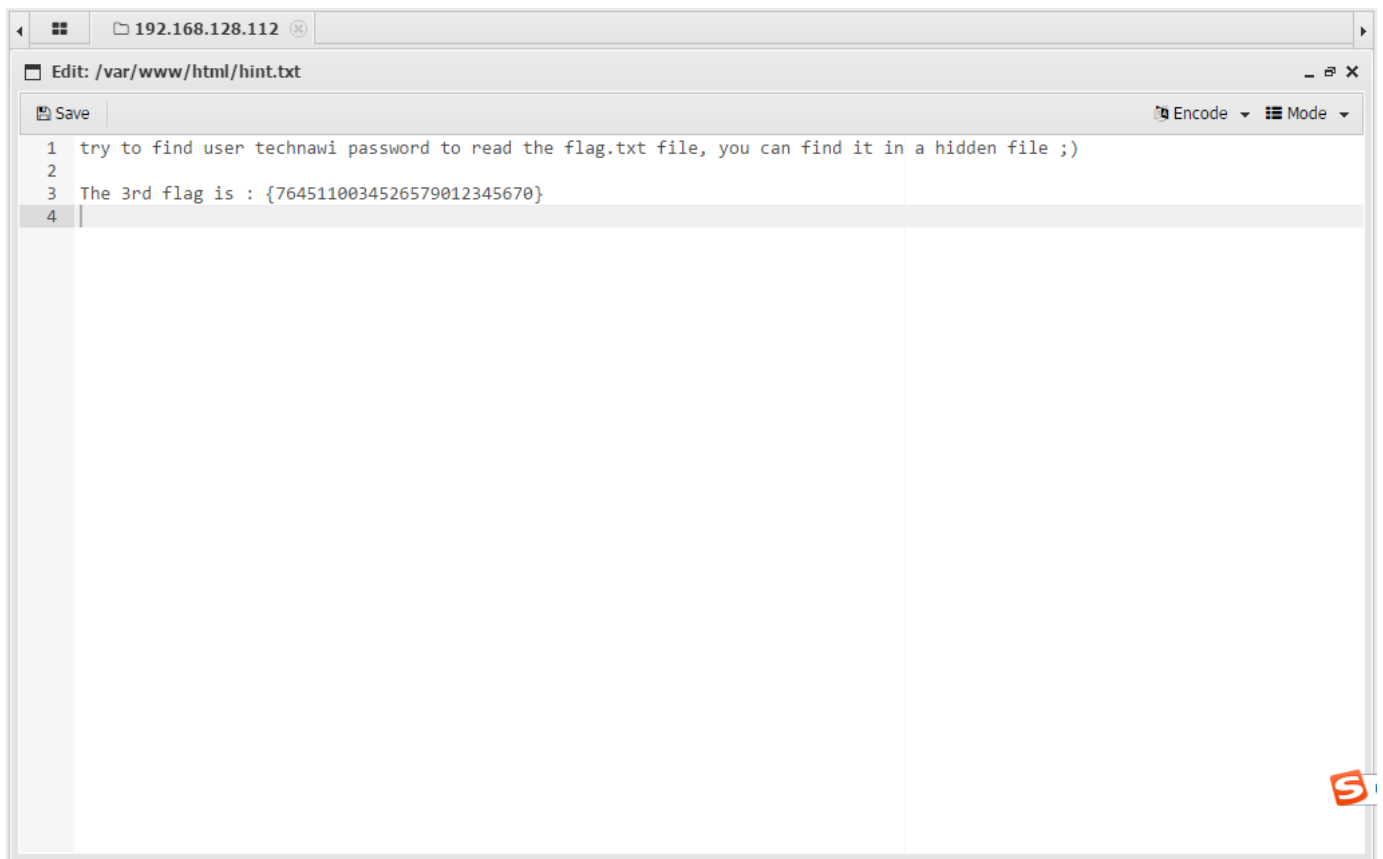 192.168.128.112
Edit: /var/www/html/hint.txt
Save Encode Mode
1 try to find user technawi password to read the flag.txt file, you can find it in a hidden file ;)
2
3 The 3rd flag is : {7645110034526579012345670}
4
S